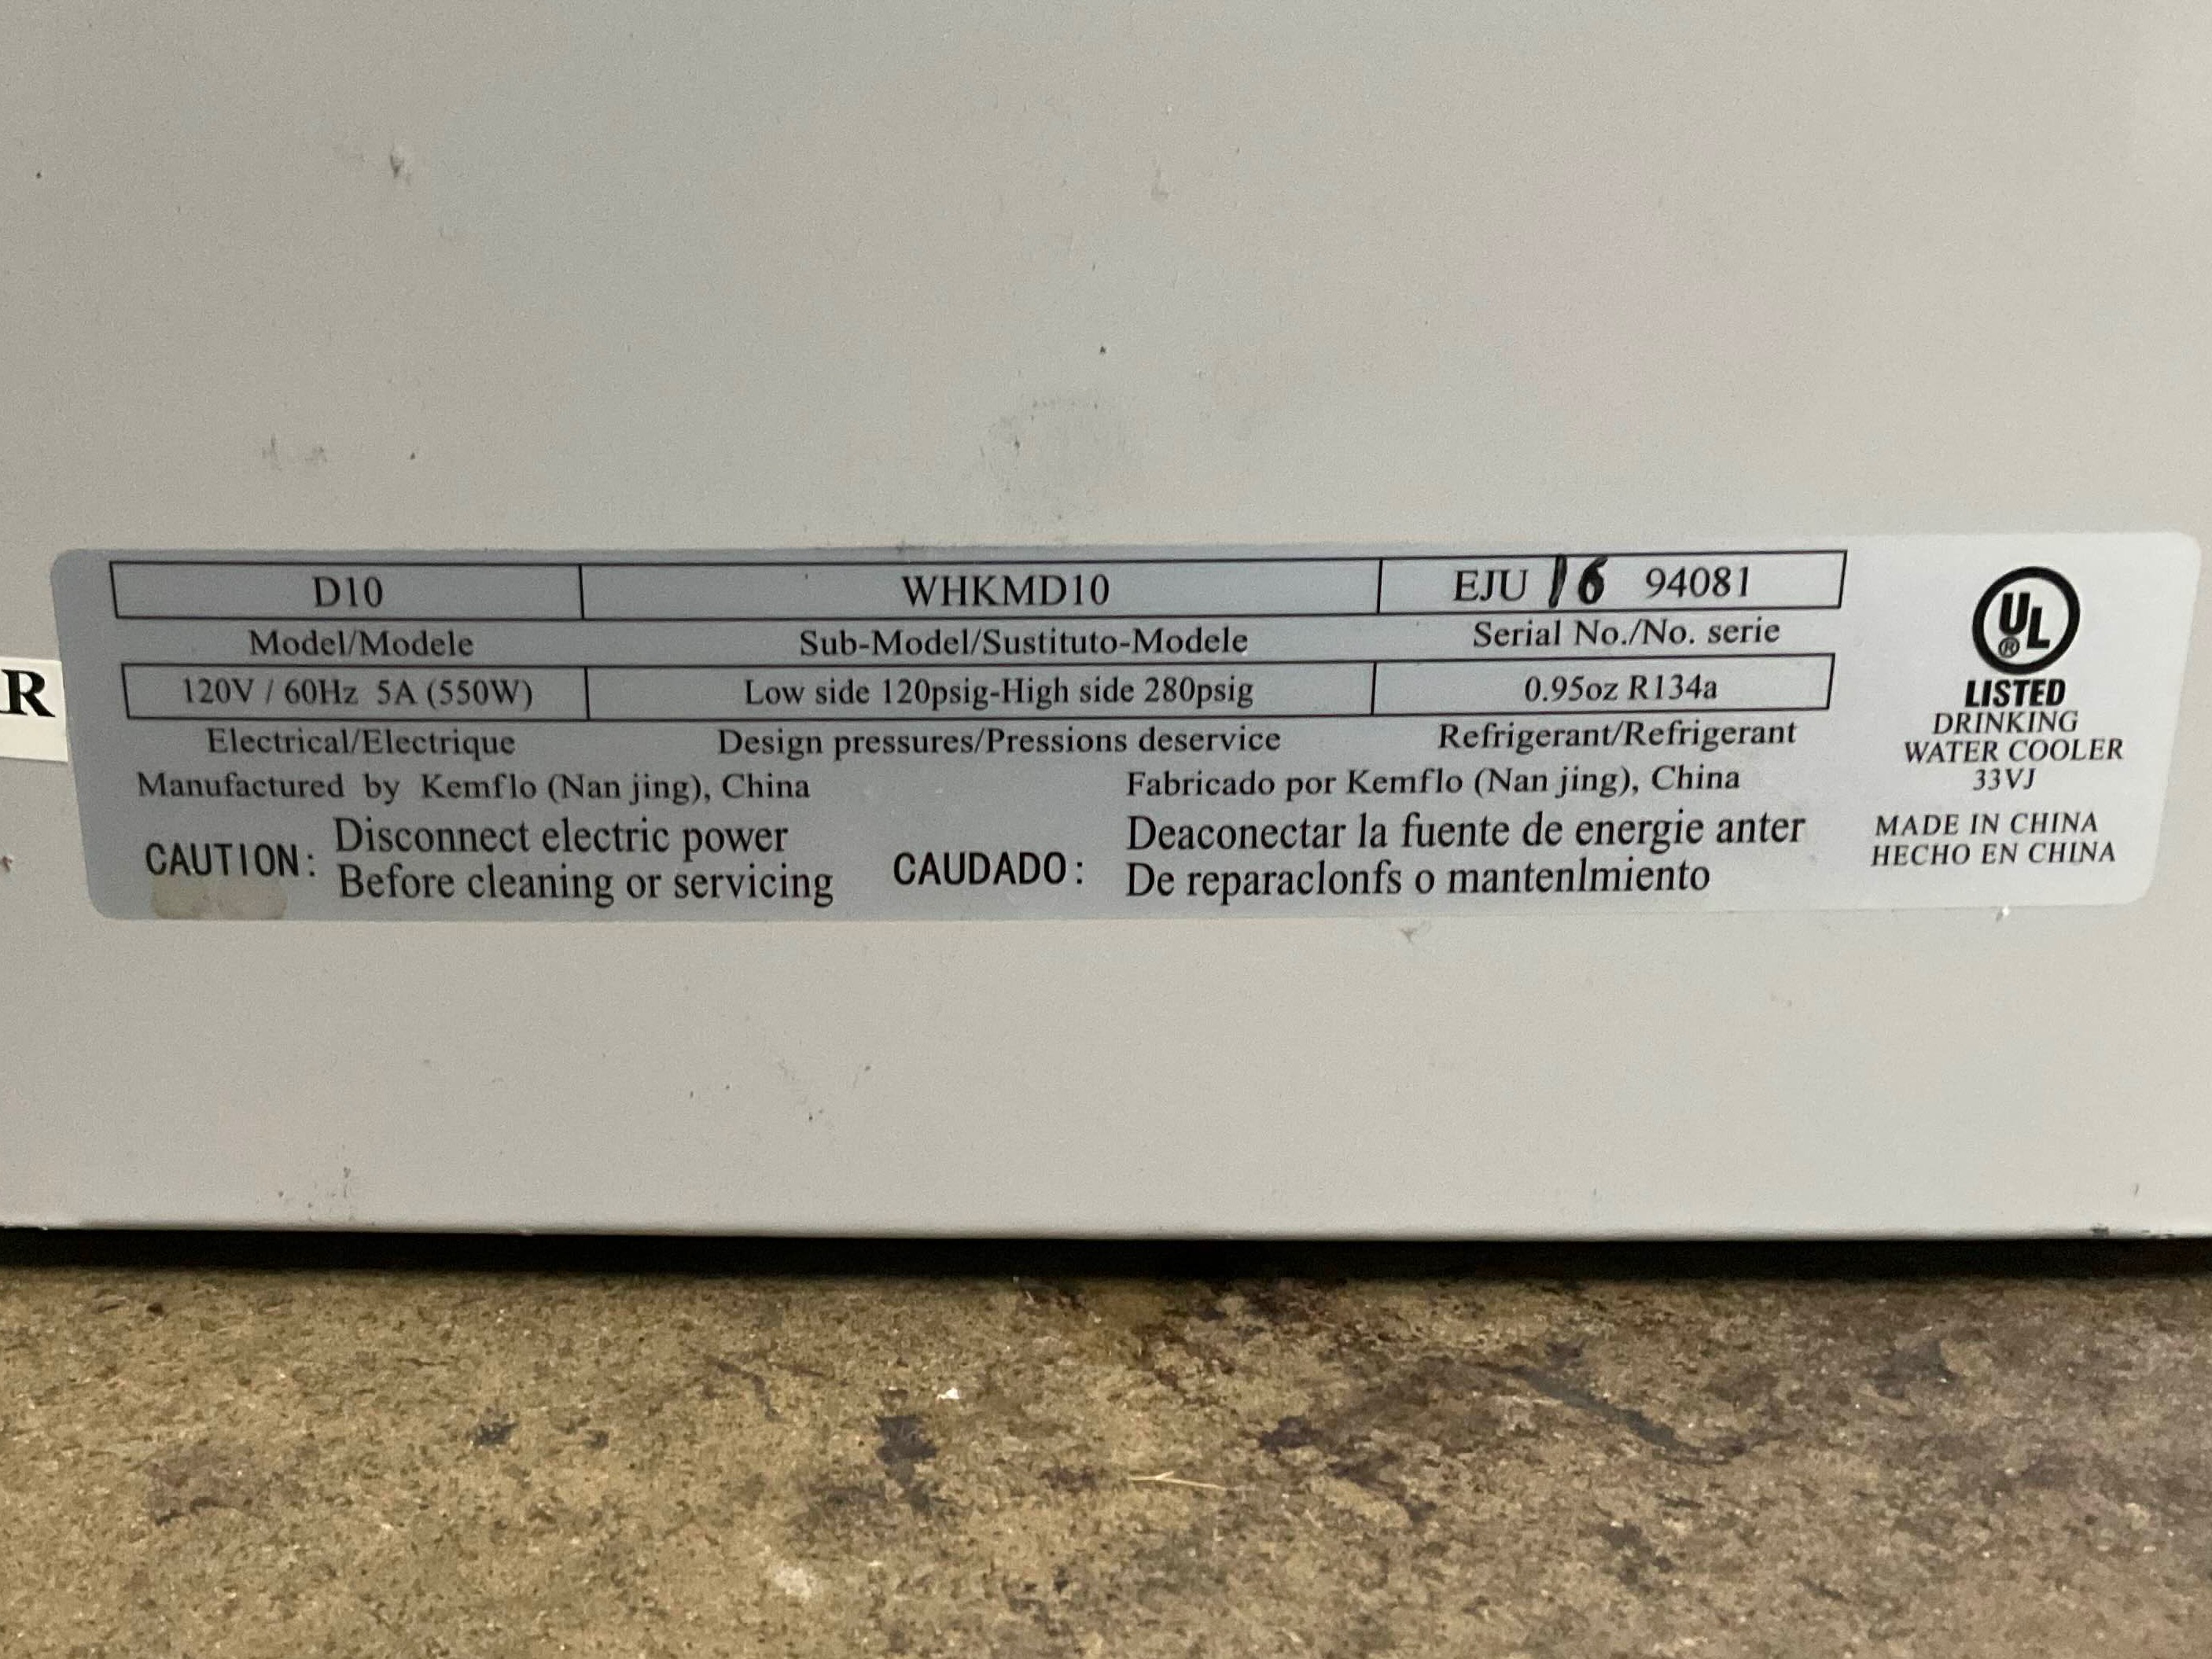 D10 WHKMD10 EJU 16 94081
Model/Modele Sub-Model/Sustituto-Modele Serial No./No. serie
120V / 60Hz 5A (550W) Low side 120psig-High side 280psig 0.95oz R134a
Electrical/Electrique Design pressures/Pressions deservice Refrigerant/Refrigerant
Manufactured by Kemflo (Nan jing), China Fabricado por Kemflo (Nan jing), China
CAUTION: Disconnect electric power
Before cleaning or servicing
CAUDADO: Deaconectar la fuente de energie anter
De reparaclonfs o mantenlmiento
UL ®
LISTED
DRINKING
WATER COOLER
33VJ
MADE IN CHINA
HECHO EN CHINA
R